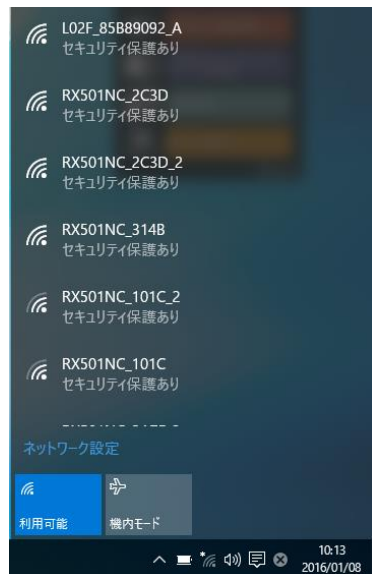 L02F_85B89092_A
セキュリティ保護あり
RX501NC_2C3D
セキュリティ保護あり
RX501NC_2C3D_2
セキュリティ保護あり
RX501NC_314B
セキュリティ保護あり
RX501NC_101C_2
セキュリティ保護あり
RX501NC_101C
セキュリティ保護あり
ネットワーク設定
利用可能
機内モード
10:13
2016/01/08